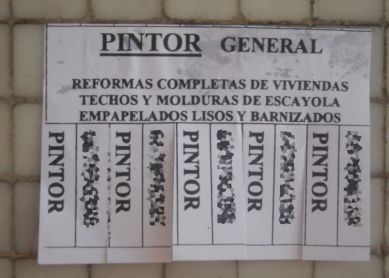 PINTOR GENERAL
REFORMAS COMPLETAS DE VIVIENDAS
TECHOS Y MOLDURAS DE ESCAYOLA
EMPAPELADOS LISOS Y BARNIZADOS
PINTOR
PINTOR
PINTOR
PINTOR
PINTOR